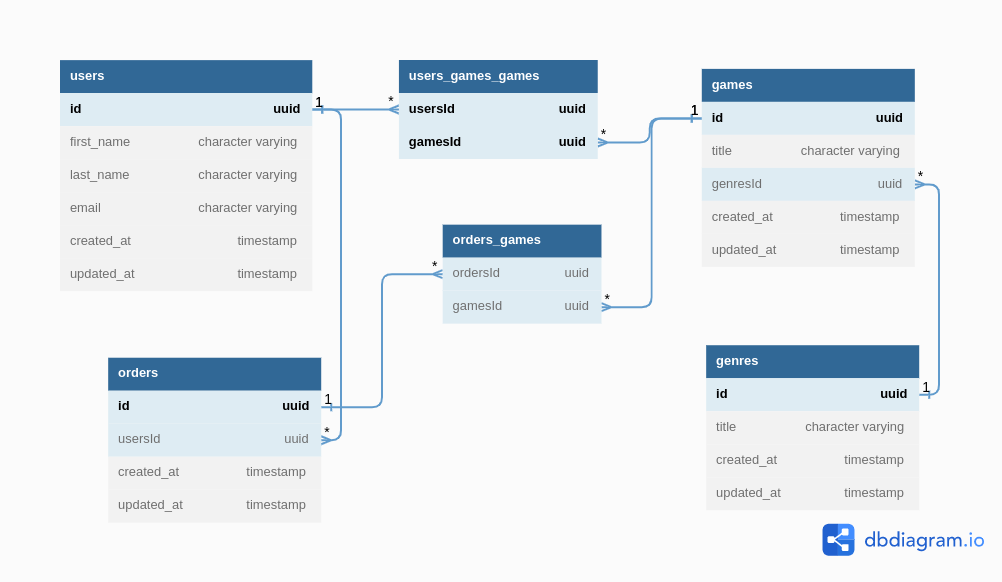 users
id uuid
first_name character varying
last_name character varying
email character varying
created_at timestamp
updated_at timestamp
1
*
users_games_games
usersId uuid
gamesId uuid
*
1
games
id uuid
title character varying
genresId uuid
created_at timestamp
updated_at timestamp
*
*
orders_games
ordersId uuid
gamesId uuid
*
orders
id uuid
usersId uuid
created_at timestamp
updated_at timestamp
1
*
genres
id uuid
title character varying
created_at timestamp
updated_at timestamp
1
dbdiagram.io